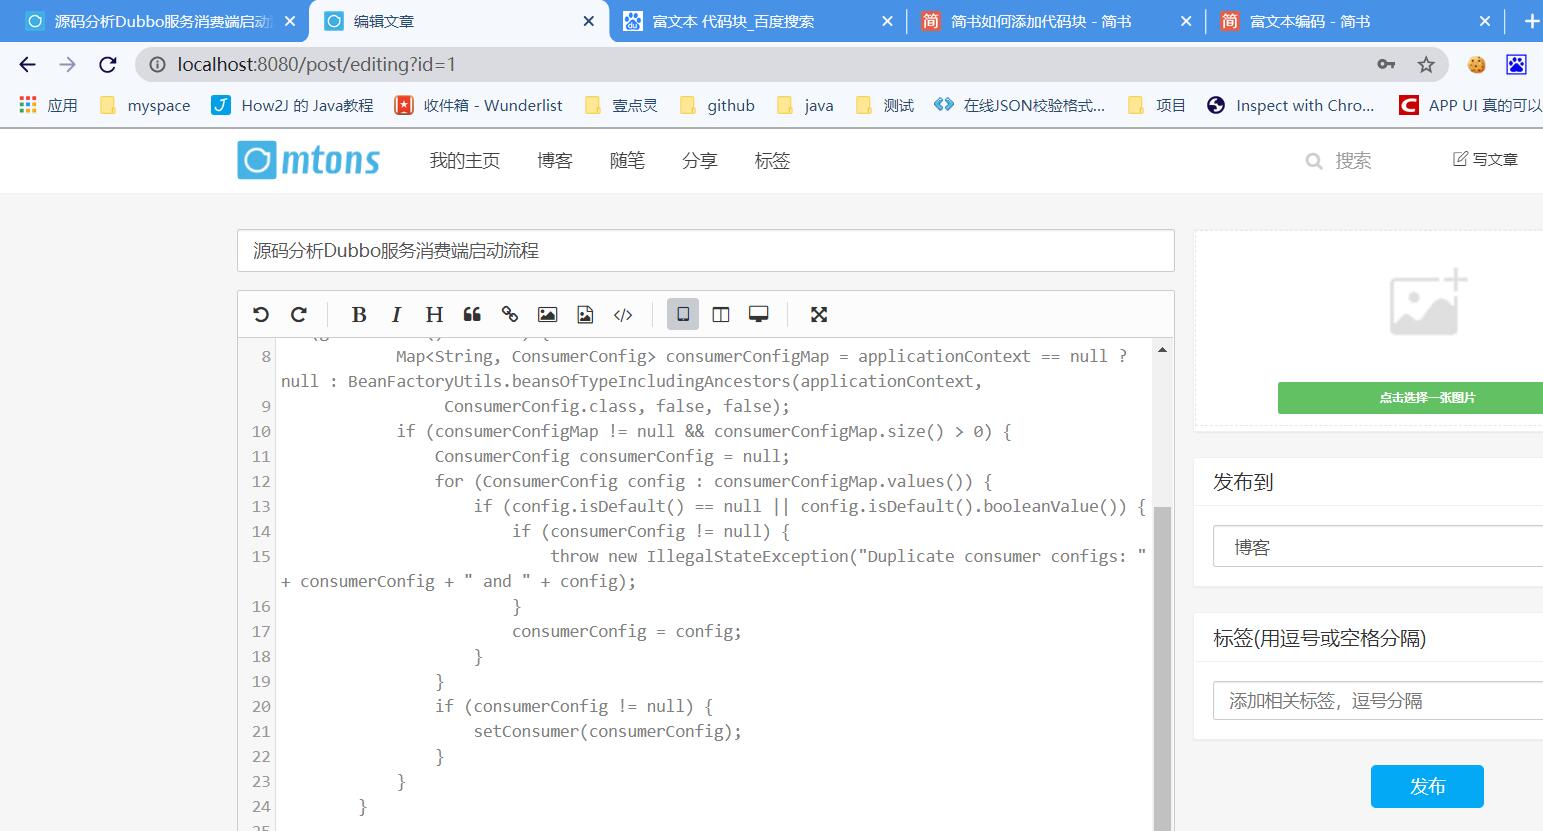 源码分析Dubbo服务消费端启动
编辑文章
富文本 代码块_百度搜索
简书如何添加代码块 - 简书
富文本编码 - 简书
localhost:8080/post/editing?id=1
应用 myspace How2J 的 Java教程 收件箱 - Wunderlist 壹点灵 github java 测试 在线JSON校验格式... 项目 Inspect with Chro... APP UI 真的可以
mtons 我的主页 博客 随笔 分享 标签 搜索 写文章
源码分析Dubbo服务消费端启动流程
B I H
8 Map<String, ConsumerConfig> consumerConfigMap = applicationContext == null ?
null : BeanFactoryUtils.beansOfTypeIncludingAncestors(applicationContext,
9 ConsumerConfig.class, false, false);
10 if (consumerConfigMap != null && consumerConfigMap.size() > 0) {
11 ConsumerConfig consumerConfig = null;
12 for (ConsumerConfig config : consumerConfigMap.values()) {
13 if (config.isDefault() == null || config.isDefault().booleanValue()) {
14 if (consumerConfig != null) {
15 throw new IllegalStateException("Duplicate consumer configs: "
+ consumerConfig + " and " + config);
16 }
17 consumerConfig = config;
18 }
19 }
20 if (consumerConfig != null) {
21 setConsumer(consumerConfig);
22 }
23 }
24 }
25
点击选择一张图片
发布到
博客
标签(用逗号或空格分隔)
添加相关标签，逗号分隔
发布